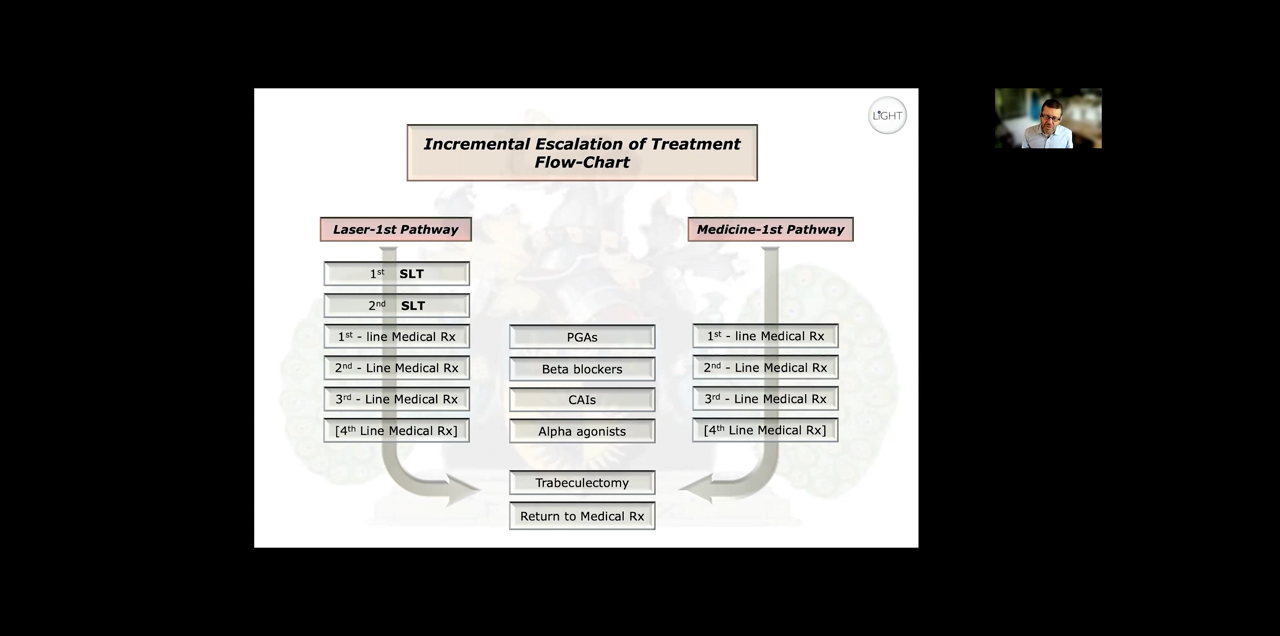 LiGHT
Incremental Escalation of Treatment
Flow-Chart
Laser-1st Pathway
Medicine-1st Pathway
1st SLT
2nd SLT
1st - line Medical Rx
PGAs
1st - line Medical Rx
2nd - Line Medical Rx
Beta blockers
2nd - Line Medical Rx
3rd - Line Medical Rx
CAIs
3rd - Line Medical Rx
[4th Line Medical Rx]
Alpha agonists
[4th Line Medical Rx]
Trabeculectomy
Return to Medical Rx